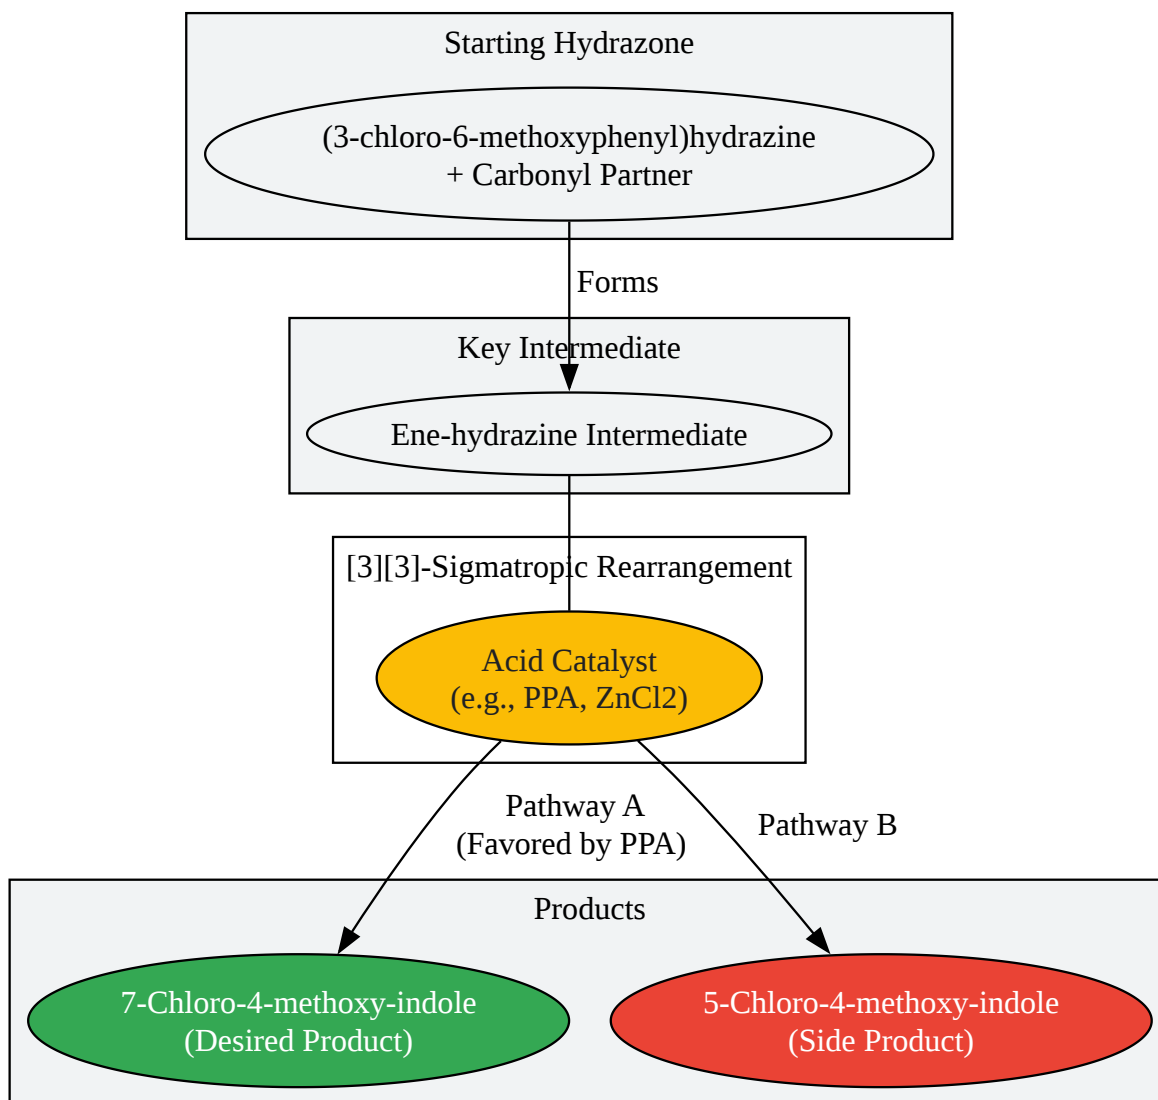 Starting Hydrazone
(3-chloro-6-methoxyphenyl)hydrazine
+ Carbonyl Partner
Forms
Key Intermediate
Ene-hydrazine Intermediate
[3][3]-Sigmatropic Rearrangement
Acid Catalyst
(e.g., PPA, ZnCl2)
Pathway A
(Favored by PPA)
Pathway B
Products
7-Chloro-4-methoxy-indole
(Desired Product)
5-Chloro-4-methoxy-indole
(Side Product)